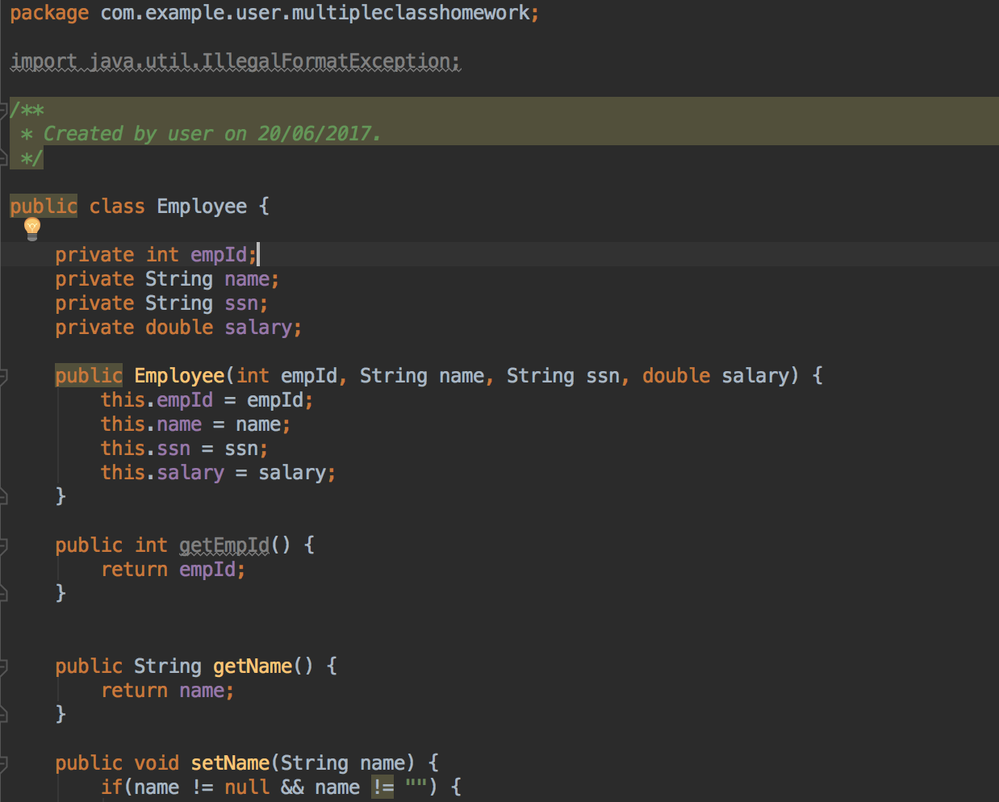 package com.example.user.multipleclasshomework;
import java.util.IllegalFormatException;
/**
 * Created by user on 20/06/2017.
 */
public class Employee {
    private int empId;
    private String name;
    private String ssn;
    private double salary;
    public Employee(int empId, String name, String ssn, double salary) {
        this.empId = empId;
        this.name = name;
        this.ssn = ssn;
        this.salary = salary;
    }
    public int getEmpId() {
        return empId;
    }
    public String getName() {
        return name;
    }
    public void setName(String name) {
        if(name != null && name != "") {